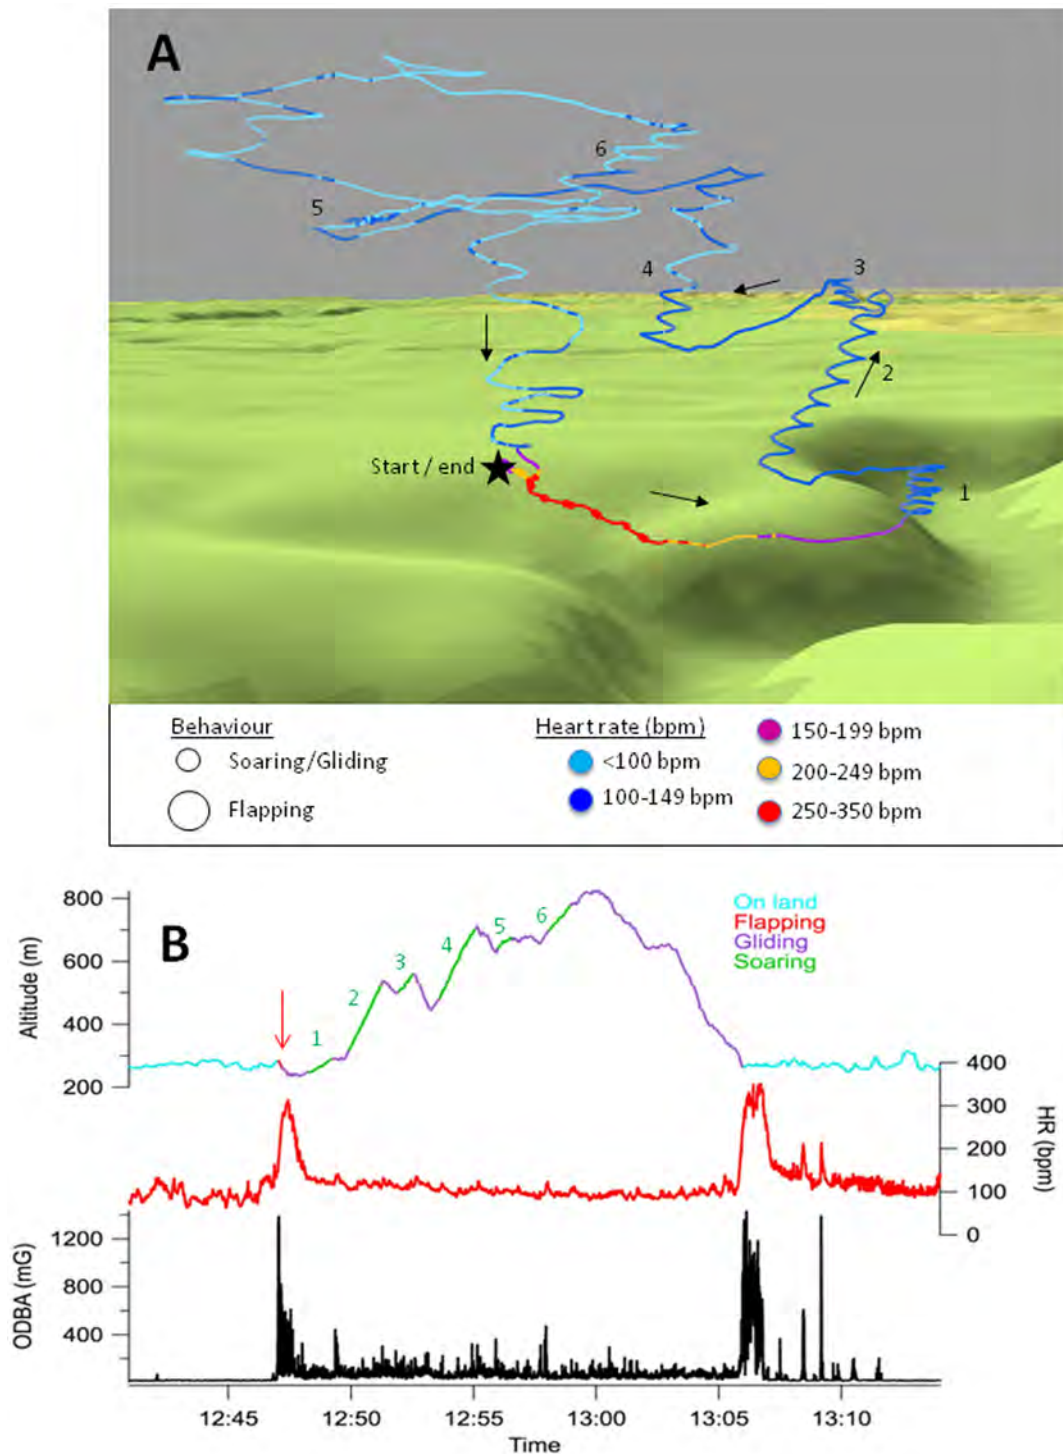 A
6
5
4
3
2
Start / end
1
Behaviour
Soaring/Gliding
Flapping
Heart rate (bpm)
<100 bpm
100-149 bpm
150-199 bpm
200-249 bpm
250-350 bpm
B
Altitude (m)
800
600
400
200
1
2
3
4
5
6
On land
Flapping
Gliding
Soaring
400
300
200
100
0
HR (bpm)
ODBA (mG)
1200
800
400
12:45
12:50
12:55
13:00
13:05
13:10
Time